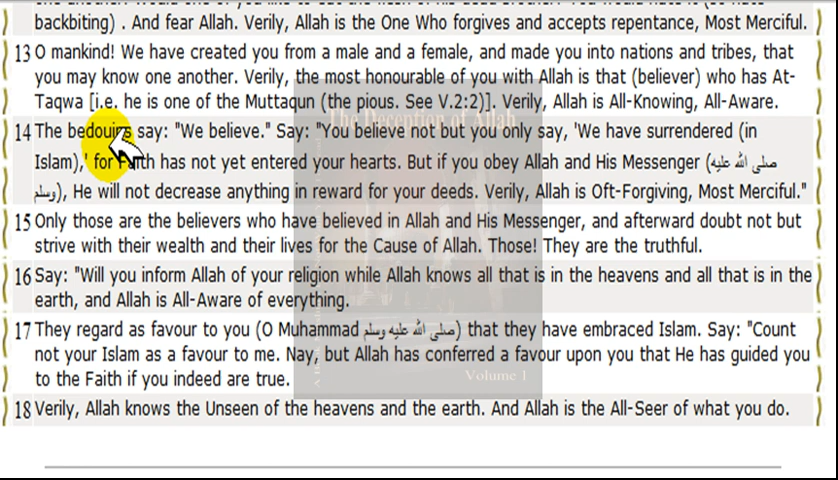 backbiting) . And fear Allah. Verily, Allah is the One Who forgives and accepts repentance, Most Merciful.
13 O mankind! We have created you from a male and a female, and made you into nations and tribes, that
you may know one another. Verily, the most honourable of you with Allah is that (believer) who has At-
Taqwa [i.e. he is one of the Muttaqun (the pious. See V.2:2)]. Verily, Allah is All-Knowing, All-Aware.
The Deception of Allah
14 The bedouins say: "We believe." Say: "You believe not but you only say, 'We have surrendered (in
Islam),' for Faith has not yet entered your hearts. But if you obey Allah and His Messenger (صلى الله عليه
وسلم), He will not decrease anything in reward for your deeds. Verily, Allah is Oft-Forgiving, Most Merciful."
15 Only those are the believers who have believed in Allah and His Messenger, and afterward doubt not but
strive with their wealth and their lives for the Cause of Allah. Those! They are the truthful.
16 Say: "Will you inform Allah of your religion while Allah knows all that is in the heavens and all that is in the
earth, and Allah is All-Aware of everything.
17 They regard as favour to you (O Muhammad صلى الله عليه وسلم) that they have embraced Islam. Say: "Count
not your Islam as a favour to me. Nay, but Allah has conferred a favour upon you that He has guided you
to the Faith if you indeed are true.
Volume 1
18 Verily, Allah knows the Unseen of the heavens and the earth. And Allah is the All-Seer of what you do.